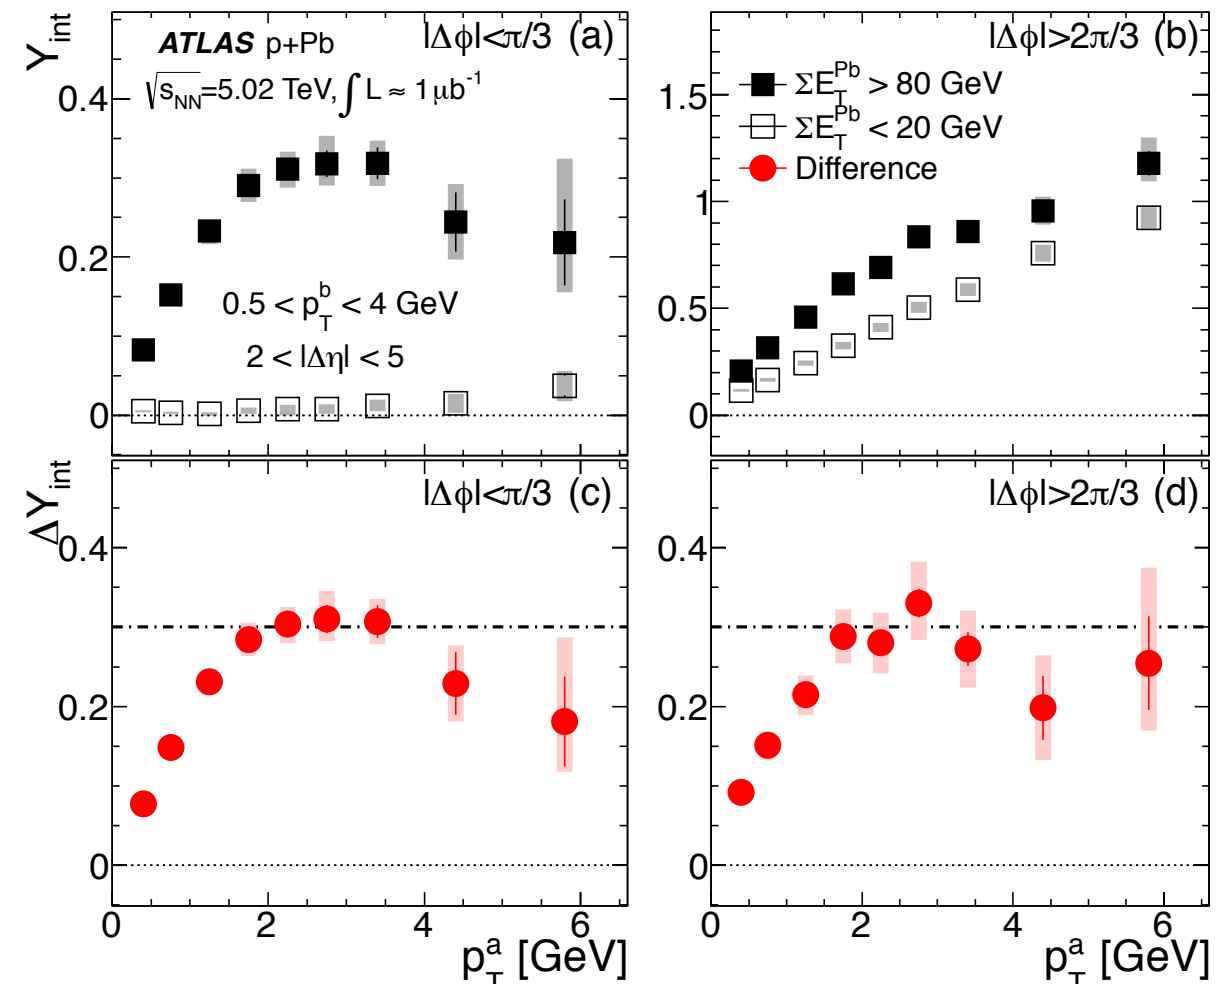 Y_int
ATLAS p+Pb
|Δϕ|<π/3 (a)
√s_NN=5.02 TeV, ∫ L ≈ 1 μb^-1
0.4
0.2
0
0.5 < p_T^b < 4 GeV
2 < |Δη| < 5
|Δϕ|>2π/3 (b)
ΣE_T^Pb > 80 GeV
ΣE_T^Pb < 20 GeV
Difference
1.5
1
0.5
0
ΔY_int
|Δϕ|<π/3 (c)
0.4
0.2
0
0 2 4 6
p_T^a [GeV]
|Δϕ|>2π/3 (d)
0.4
0.2
0
0 2 4 6
p_T^a [GeV]